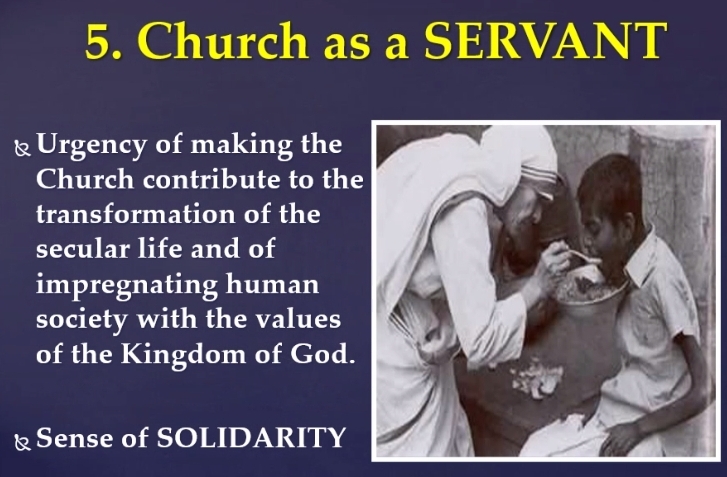 5. Church as a SERVANT
Urgency of making the
Church contribute to the
transformation of the
secular life and of
impregnating human
society with the values
of the Kingdom of God.
Sense of SOLIDARITY